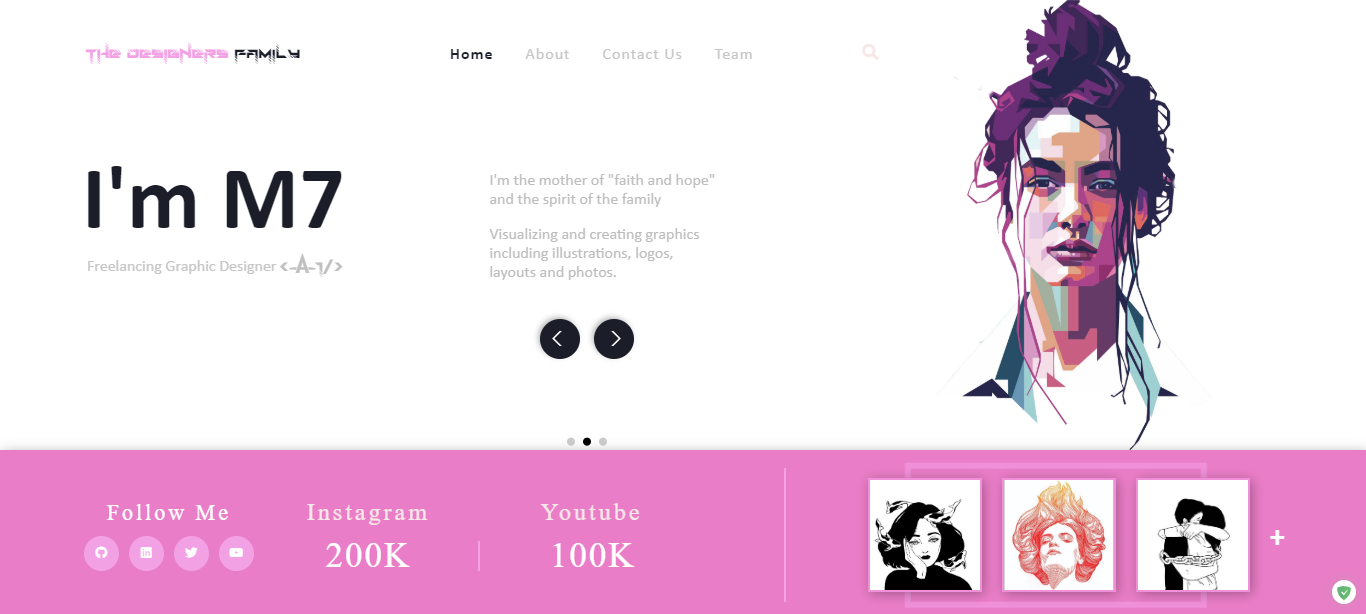 THE DESIGNERS FAMILY
Home About Contact Us Team
I'm M7
Freelancing Graphic Designer
I'm the mother of "faith and hope"
and the spirit of the family
Visualizing and creating graphics
including illustrations, logos,
layouts and photos.
Follow Me
Instagram
200K
Youtube
100K
+